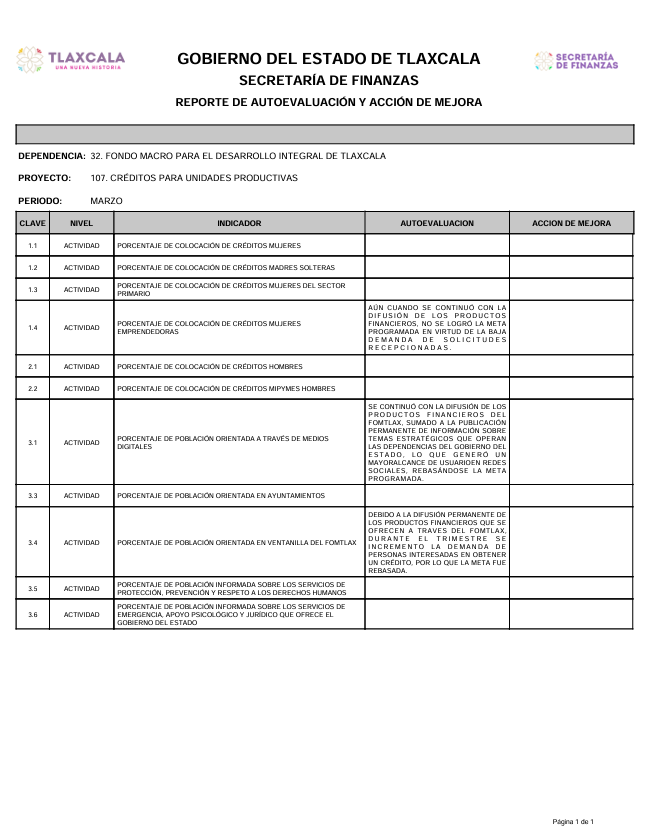 TLAXCALA
UNA NUEVA HISTORIA
GOBIERNO DEL ESTADO DE TLAXCALA
SECRETARÍA DE FINANZAS
REPORTE DE AUTOEVALUACIÓN Y ACCIÓN DE MEJORA
SECRETARÍA
DE FINANZAS
DEPENDENCIA: 32. FONDO MACRO PARA EL DESARROLLO INTEGRAL DE TLAXCALA
PROYECTO: 107. CRÉDITOS PARA UNIDADES PRODUCTIVAS
PERIODO: MARZO
CLAVE NIVEL INDICADOR AUTOEVALUACION ACCION DE MEJORA
1.1 ACTIVIDAD PORCENTAJE DE COLOCACIÓN DE CRÉDITOS MUJERES
1.2 ACTIVIDAD PORCENTAJE DE COLOCACIÓN DE CRÉDITOS MADRES SOLTERAS
1.3 ACTIVIDAD PORCENTAJE DE COLOCACIÓN DE CRÉDITOS MUJERES DEL SECTOR
PRIMARIO
1.4 ACTIVIDAD PORCENTAJE DE COLOCACIÓN DE CRÉDITOS MUJERES
EMPRENDEDORAS
AÚN CUANDO SE CONTINUÓ CON LA
DIFUSIÓN DE LOS PRODUCTOS
FINANCIEROS, NO SE LOGRÓ LA META
PROGRAMADA EN VIRTUD DE LA BAJA
DEMANDA DE SOLICITUDES
RECEPCIONADAS.
2.1 ACTIVIDAD PORCENTAJE DE COLOCACIÓN DE CRÉDITOS HOMBRES
2.2 ACTIVIDAD PORCENTAJE DE COLOCACIÓN DE CRÉDITOS MIPYMES HOMBRES
3.1 ACTIVIDAD PORCENTAJE DE POBLACIÓN ORIENTADA A TRAVÉS DE MEDIOS
DIGITALES
SE CONTINUÓ CON LA DIFUSIÓN DE LOS
PRODUCTOS FINANCIEROS DEL
FOMTLAX, SUMADO A LA PUBLICACIÓN
PERMANENTE DE INFORMACIÓN SOBRE
TEMAS ESTRATÉGICOS QUE OPERAN
LAS DEPENDENCIAS DEL GOBIERNO DEL
ESTADO, LO QUE GENERÓ UN
MAYORALCANCE DE USUARIOEN REDES
SOCIALES, REBASÁNDOSE LA META
PROGRAMADA.
3.3 ACTIVIDAD PORCENTAJE DE POBLACIÓN ORIENTADA EN AYUNTAMIENTOS
3.4 ACTIVIDAD PORCENTAJE DE POBLACIÓN ORIENTADA EN VENTANILLA DEL FOMTLAX
DEBIDO A LA DIFUSIÓN PERMANENTE DE
LOS PRODUCTOS FINANCIEROS QUE SE
OFRECEN A TRAVES DEL FOMTLAX,
DURANTE EL TRIMESTRE SE
INCREMENTO LA DEMANDA DE
PERSONAS INTERESADAS EN OBTENER
UN CRÉDITO, POR LO QUE LA META FUE
REBASADA.
3.5 ACTIVIDAD PORCENTAJE DE POBLACIÓN INFORMADA SOBRE LOS SERVICIOS DE
PROTECCIÓN, PREVENCIÓN Y RESPETO A LOS DERECHOS HUMANOS
3.6 ACTIVIDAD PORCENTAJE DE POBLACIÓN INFORMADA SOBRE LOS SERVICIOS DE
EMERGENCIA, APOYO PSICOLÓGICO Y JURÍDICO QUE OFRECE EL
GOBIERNO DEL ESTADO
Página 1 de 1